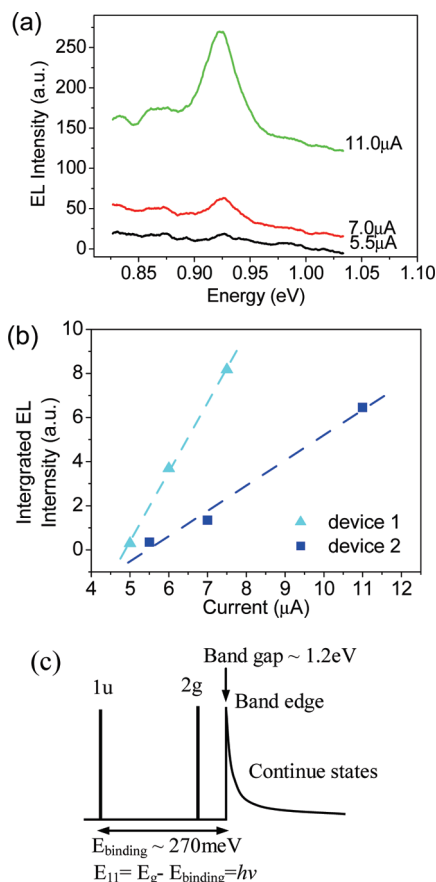 (a)
250
200
150
100
50
0
EL Intensity (a.u.)
11.0μA
7.0μA
5.5μA
0.85 0.90 0.95 1.00 1.05 1.10
Energy (eV)
(b)
10
8
6
4
2
0
Intergrated EL
Intensnity (a.u.)
device 1
device 2
4 5 6 7 8 9 10 11 12
Current (μA)
(c)
Band gap ~ 1.2eV
1u
2g
Band edge
Continue states
Ebinding ~ 270meV
E11= Eg- Ebinding=hν